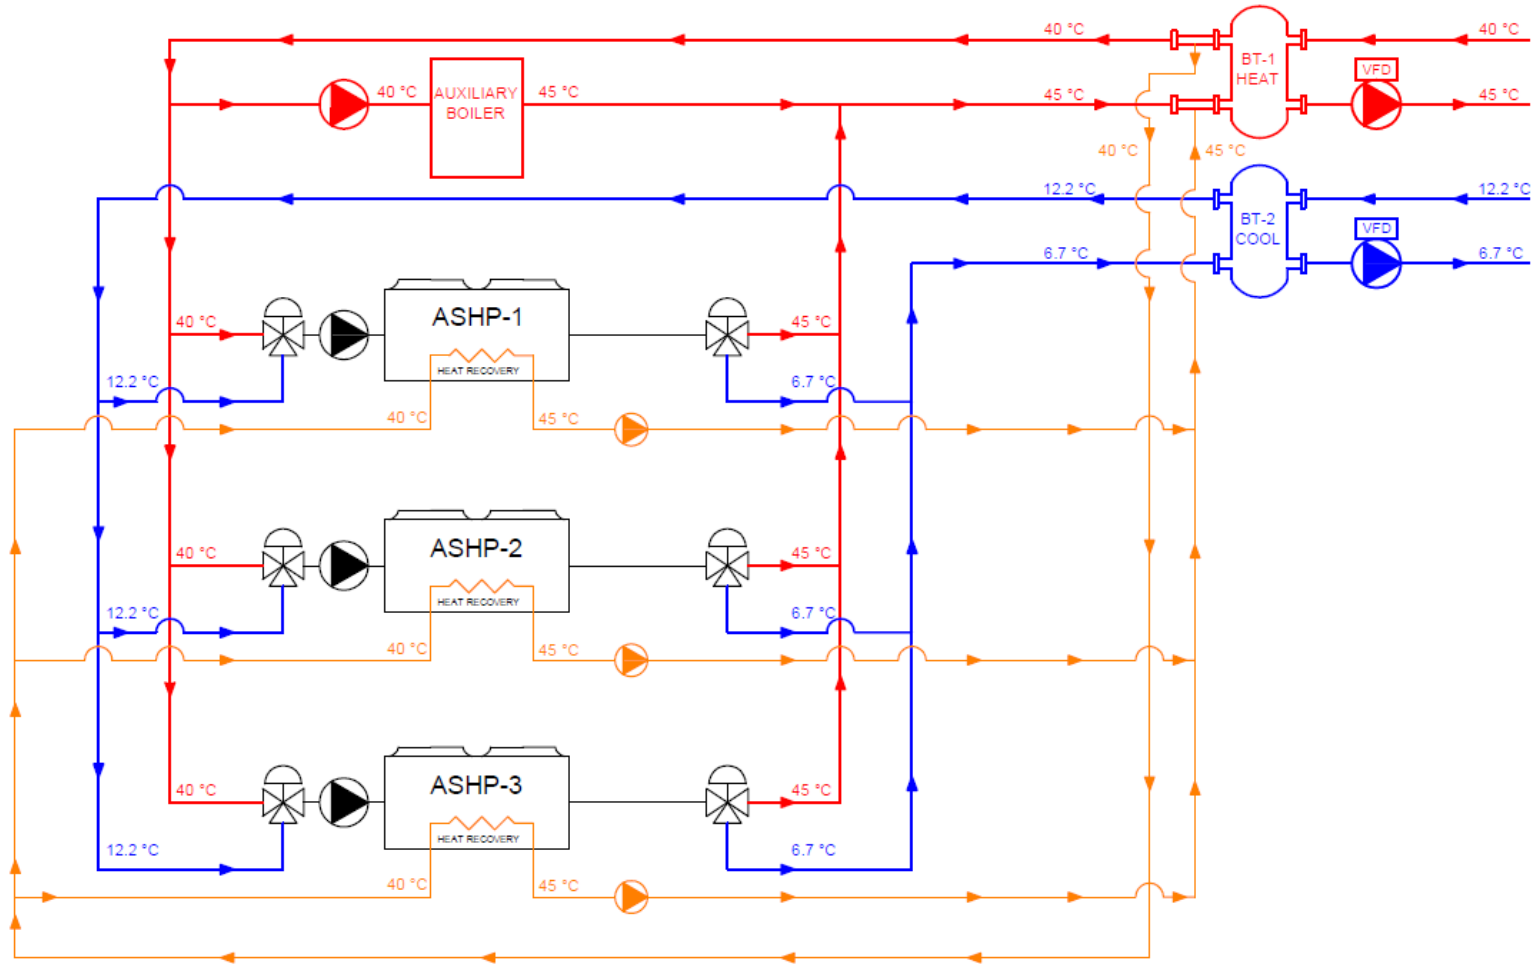 40 °C
40 °C
BT-1
HEAT
VFD
40 °C
AUXILIARY
BOILER
45 °C
45 °C
45 °C
40 °C
45 °C
12.2 °C
12.2 °C
BT-2
COOL
VFD
6.7 °C
6.7 °C
ASHP-1
40 °C
45 °C
HEAT RECOVERY
12.2 °C
6.7 °C
40 °C
45 °C
ASHP-2
40 °C
45 °C
HEAT RECOVERY
12.2 °C
6.7 °C
40 °C
45 °C
ASHP-3
40 °C
45 °C
HEAT RECOVERY
12.2 °C
6.7 °C
40 °C
45 °C